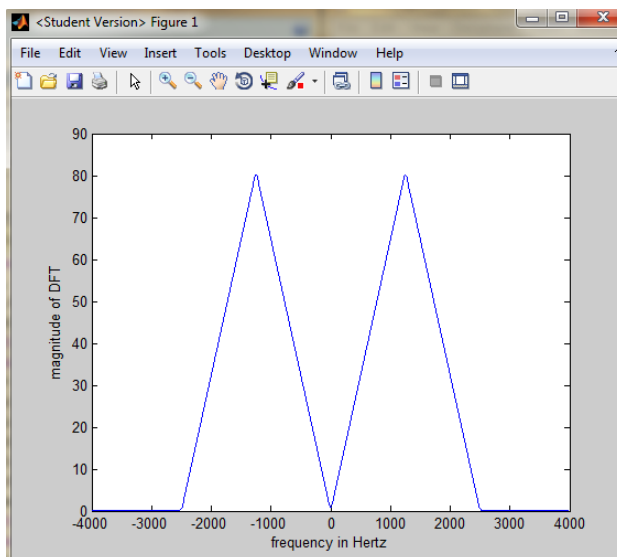 <Student Version> Figure 1
File Edit View Insert Tools Desktop Window Help
90
80
70
60
50
40
30
20
10
0
magnitude of DFT
-4000 -3000 -2000 -1000 0 1000 2000 3000 4000
frequency in Hertz